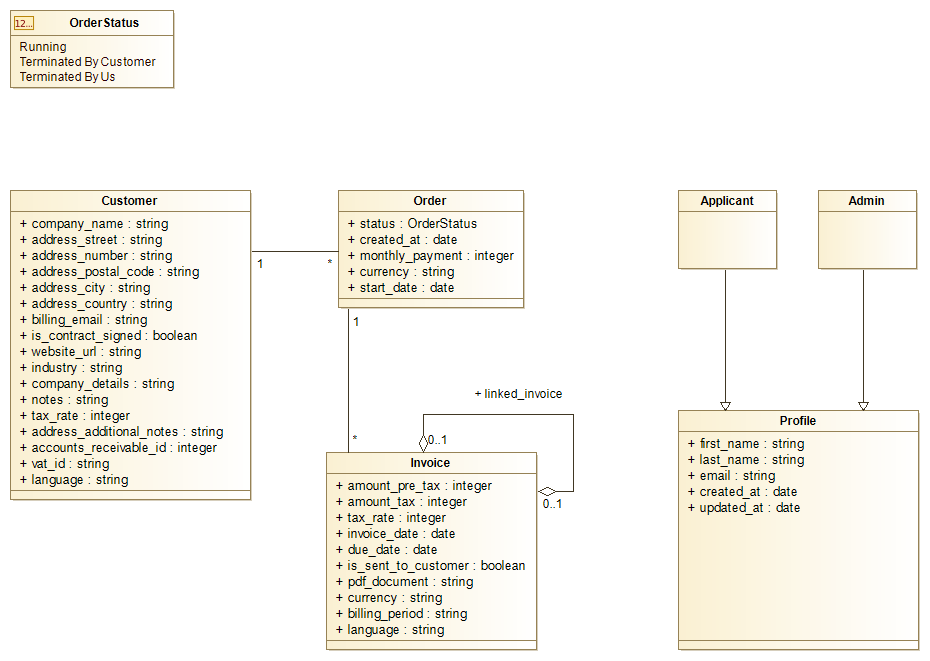 12...
OrderStatus
Running
Terminated By Customer
Terminated By Us
Customer
+ company_name : string
+ address_street : string
+ address_number : string
+ address_postal_code : string
+ address_city : string
+ address_country : string
+ billing_email : string
+ is_contract_signed : boolean
+ website_url : string
+ industry : string
+ company_details : string
+ notes : string
+ tax_rate : integer
+ address_additional_notes : string
+ accounts_receivable_id : integer
+ vat_id : string
+ language : string
1
*
Order
+ status : OrderStatus
+ created_at : date
+ monthly_payment : integer
+ currency : string
+ start_date : date
1
*
+ linked_invoice
0..1
0..1
Invoice
+ amount_pre_tax : integer
+ amount_tax : integer
+ tax_rate : integer
+ invoice_date : date
+ due_date : date
+ is_sent_to_customer : boolean
+ pdf_document : string
+ currency : string
+ billing_period : string
+ language : string
Applicant
Admin
Profile
+ first_name : string
+ last_name : string
+ email : string
+ created_at : date
+ updated_at : date